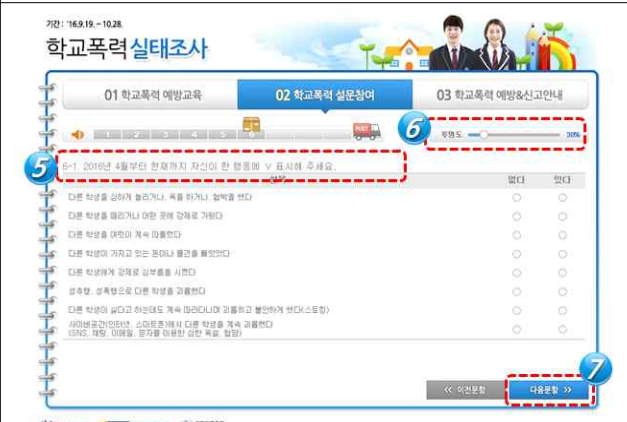 기간 : '16.9.19. ~ 10.28.
학교폭력 실태조사
01 학교폭력 예방교육
02 학교폭력 설문참여
03 학교폭력 예방&신고안내
1 2 3 4 5 6
POST
6
투명도 30%
5
6-1. 2016년 4월부터 현재까지 자신이 한 행동에 ∨ 표시해 주세요.
없다 있다
다른 학생을 심하게 놀리거나, 욕을 하거나, 협박을 했다
다른 학생을 때리거나 어떤 곳에 강제로 가뒀다
다른 학생을 여럿이 계속 따돌렸다
다른 학생이 가지고 있는 돈이나 물건을 빼앗았다
다른 학생에게 강제로 심부름을 시켰다
성추행, 성폭행으로 다른 학생을 괴롭혔다
다른 학생이 싫다고 하는데도 계속 따라다니며 괴롭히고 불안하게 했다(스토킹)
사이버공간(인터넷, 스마트폰)에서 다른 학생을 계속 괴롭혔다
(SNS, 채팅, 이메일, 문자를 이용한 심한 욕설, 협박)
7
<< 이전문항
다음문항 >>